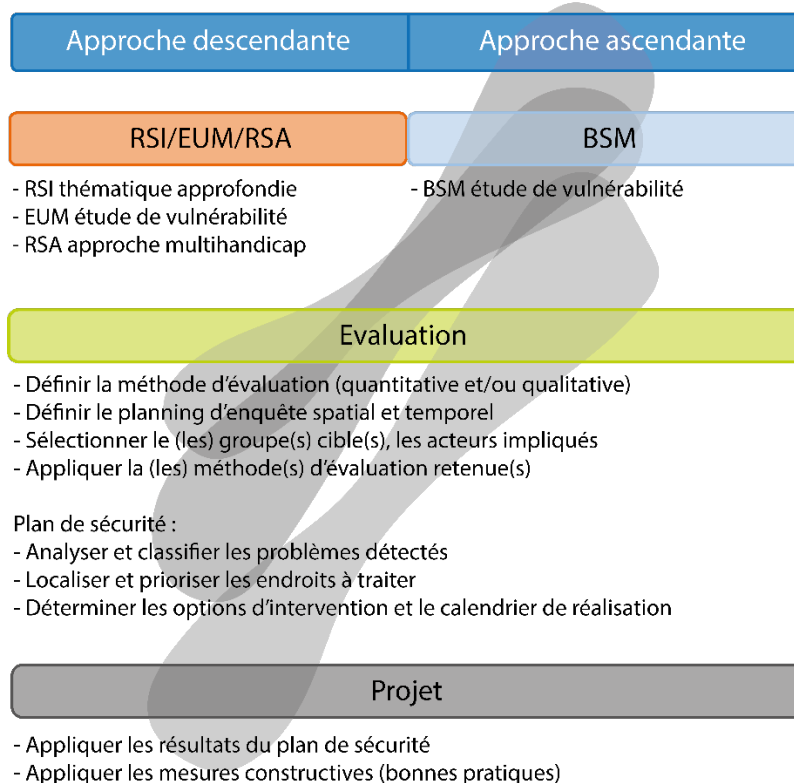 Approche descendante
Approche ascendante
RSI/EUM/RSA
BSM
- RSI thématique approfondie
- EUM étude de vulnérabilité
- RSA approche multihandicap
- BSM étude de vulnérabilité
Evaluation
- Définir la méthode d'évaluation (quantitative et/ou qualitative)
- Définir le planning d'enquête spatial et temporel
- Sélectionner le (les) groupe(s) cible(s), les acteurs impliqués
- Appliquer la (les) méthode(s) d'évaluation retenue(s)
Plan de sécurité :
- Analyser et classifier les problèmes détectés
- Localiser et prioriser les endroits à traiter
- Déterminer les options d'intervention et le calendrier de réalisation
Projet
- Appliquer les résultats du plan de sécurité
- Appliquer les mesures constructives (bonnes pratiques)